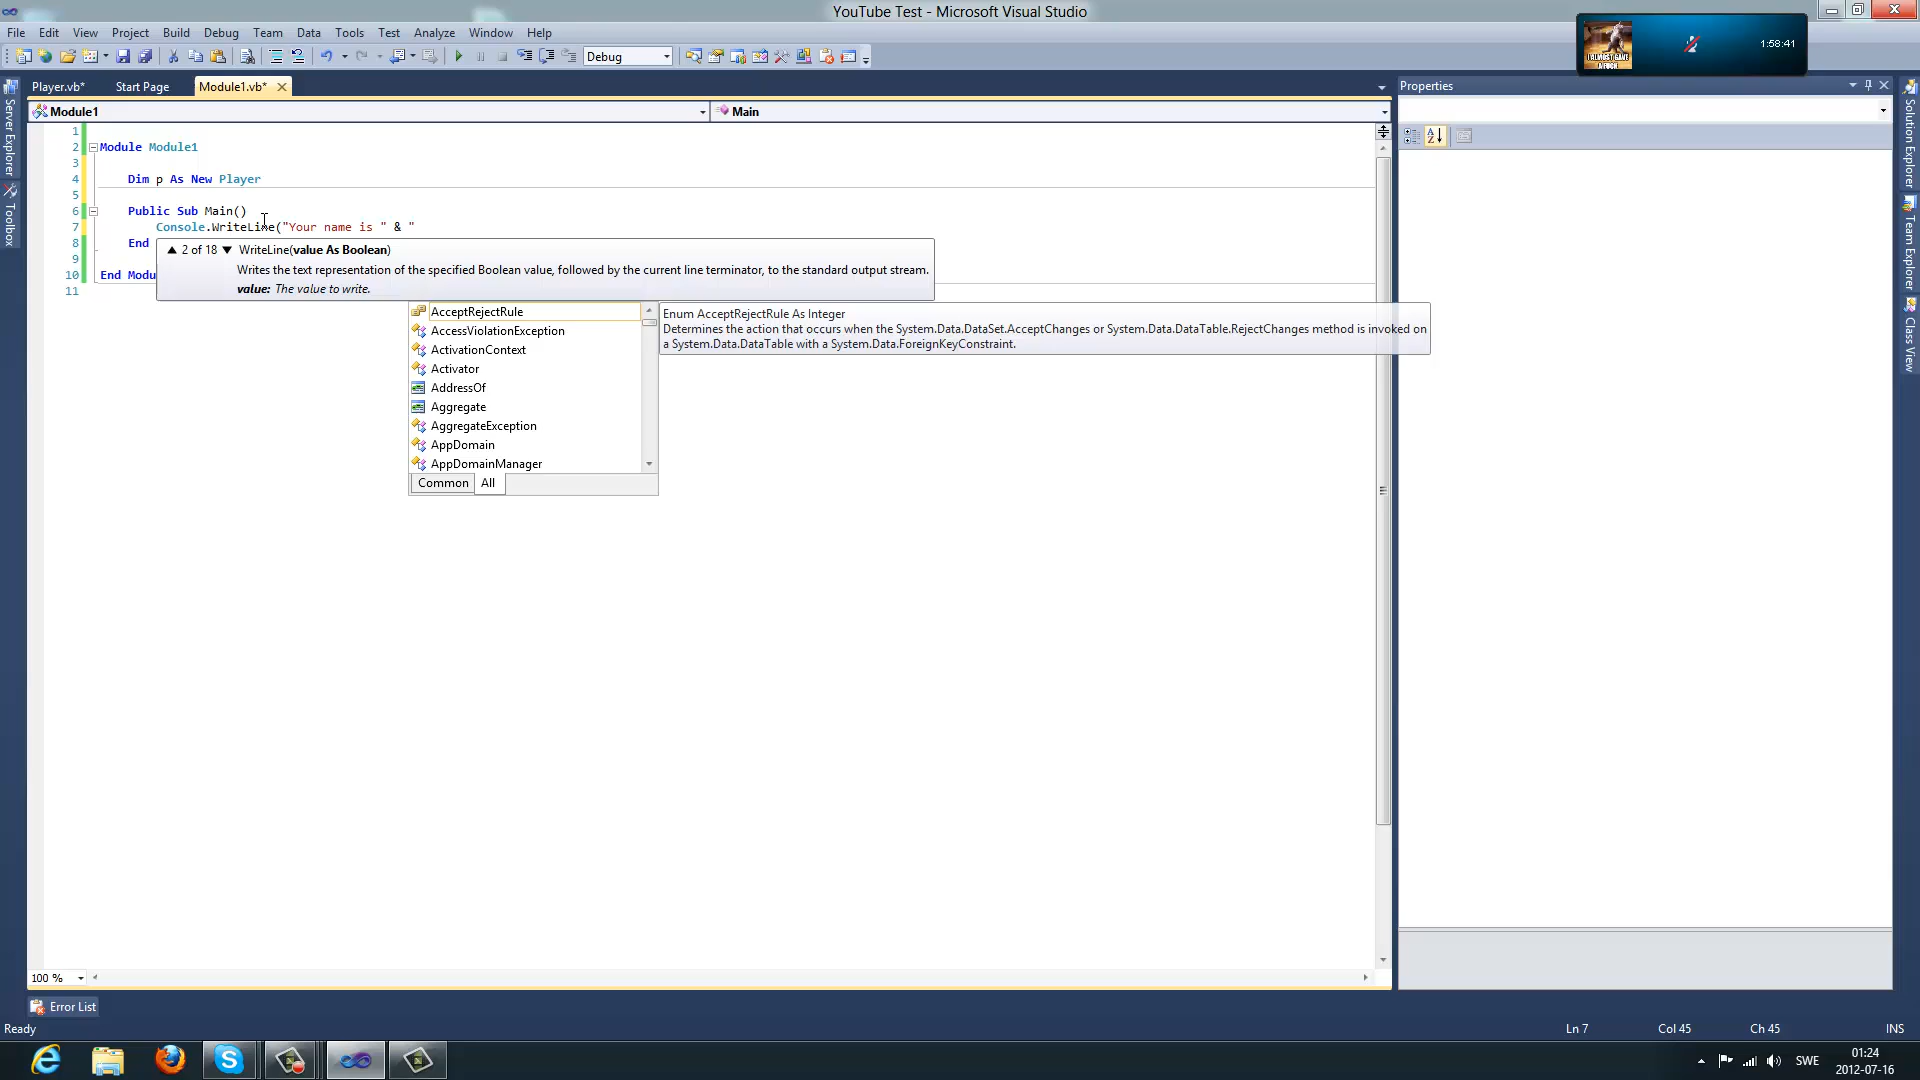 YouTube Test - Microsoft Visual Studio
File Edit View Project Build Debug Team Data Tools Test Analyze Window Help
Debug
1:58:41
Player.vb* Start Page Module1.vb*
Properties
Module1 Main
Server Explorer
Toolbox
Solution Explorer
Team Explorer
Class View
1
2 Module Module1
3
4 Dim p As New Player
5
6 Public Sub Main()
7 Console.WriteLine("Your name is " & "
8 End
9
10 End Modu
11
2 of 18 WriteLine(value As Boolean)
Writes the text representation of the specified Boolean value, followed by the current line terminator, to the standard output stream.
value: The value to write.
AcceptRejectRule
AccessViolationException
ActivationContext
Activator
AddressOf
Aggregate
AggregateException
AppDomain
AppDomainManager
Common All
Enum AcceptRejectRule As Integer
Determines the action that occurs when the System.Data.DataSet.AcceptChanges or System.Data.DataTable.RejectChanges method is invoked on
a System.Data.DataTable with a System.Data.ForeignKeyConstraint.
100 %
Error List
Ready Ln 7 Col 45 Ch 45 INS
SWE 01:24
2012-07-16